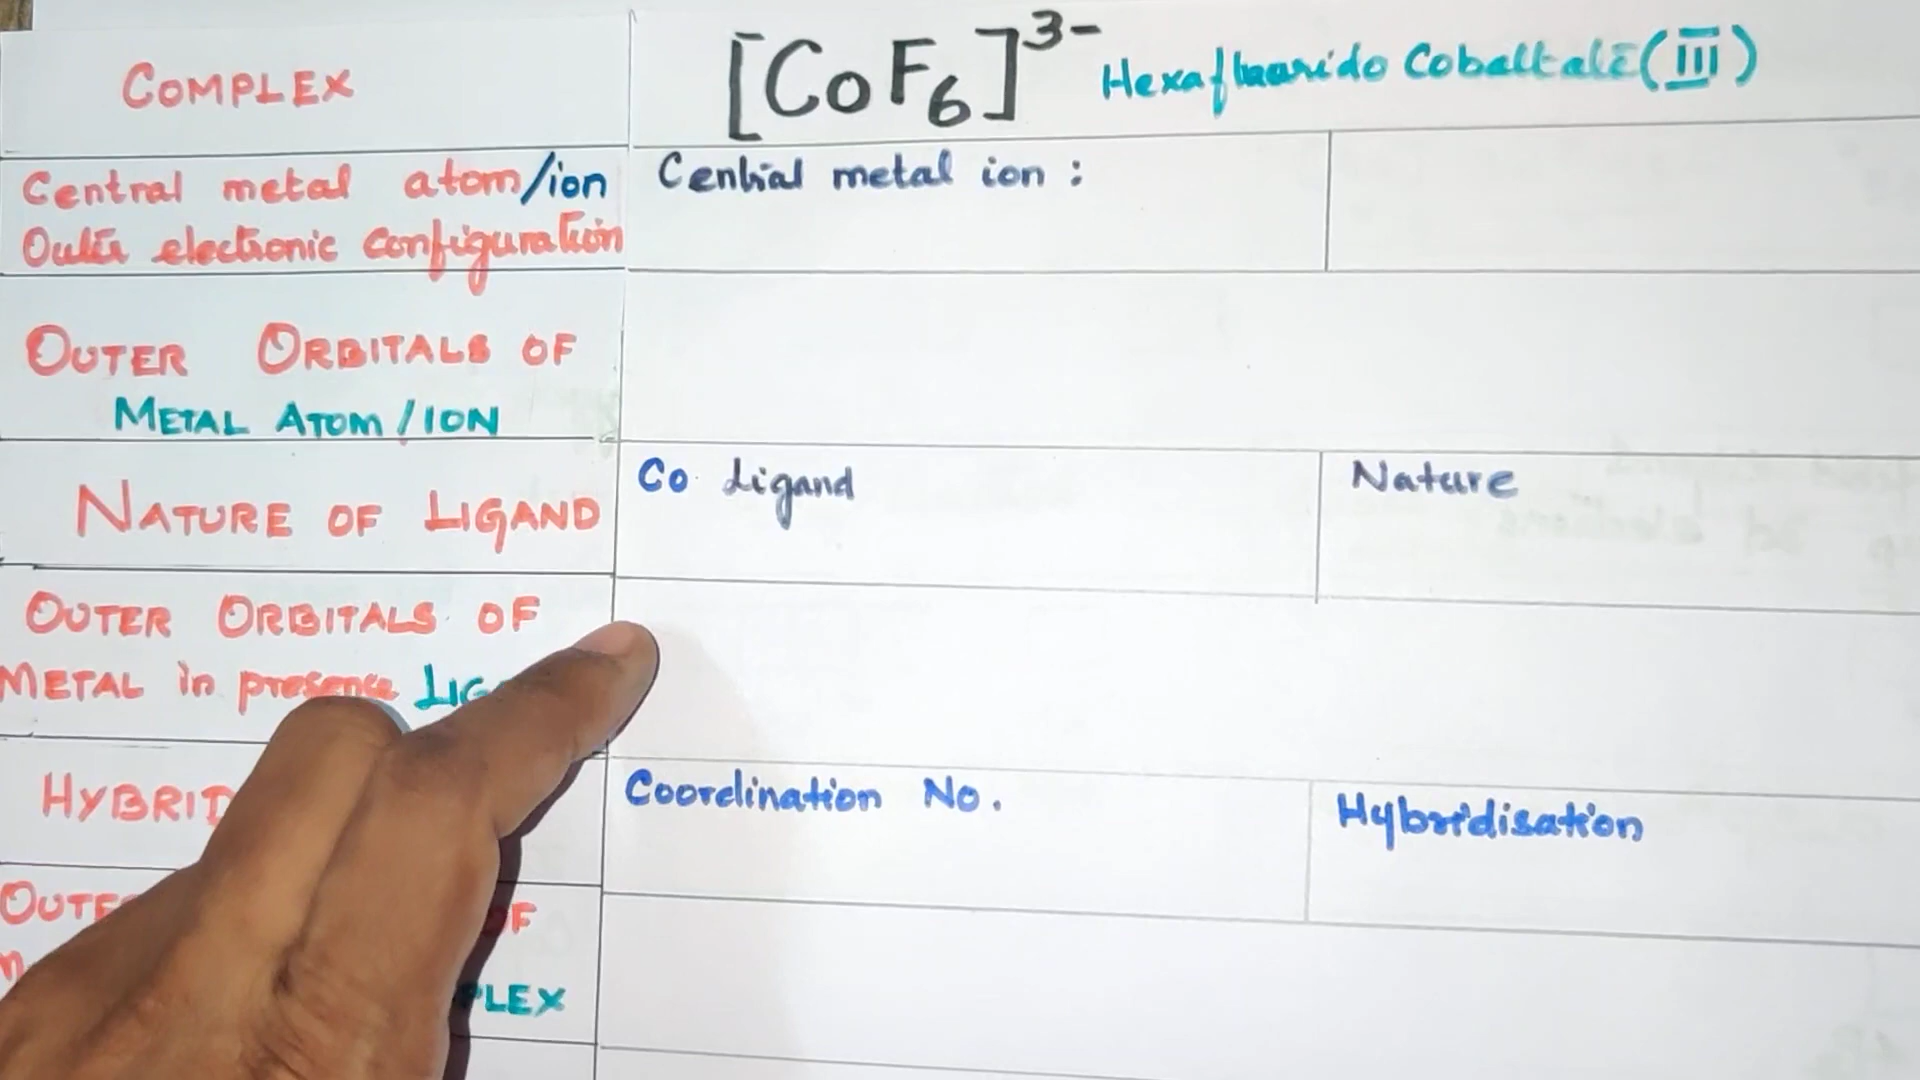 COMPLEX
[CoF6]3- Hexafluorido Cobaltate (III)
Central metal atom/ion
Outer electronic configuration
Central metal ion :
OUTER ORBITALS OF
METAL ATOM/ION
NATURE OF LIGAND
Co Ligand
Nature
OUTER ORBITALS OF
METAL in presence
Coordination No.
Hybridisation
OF